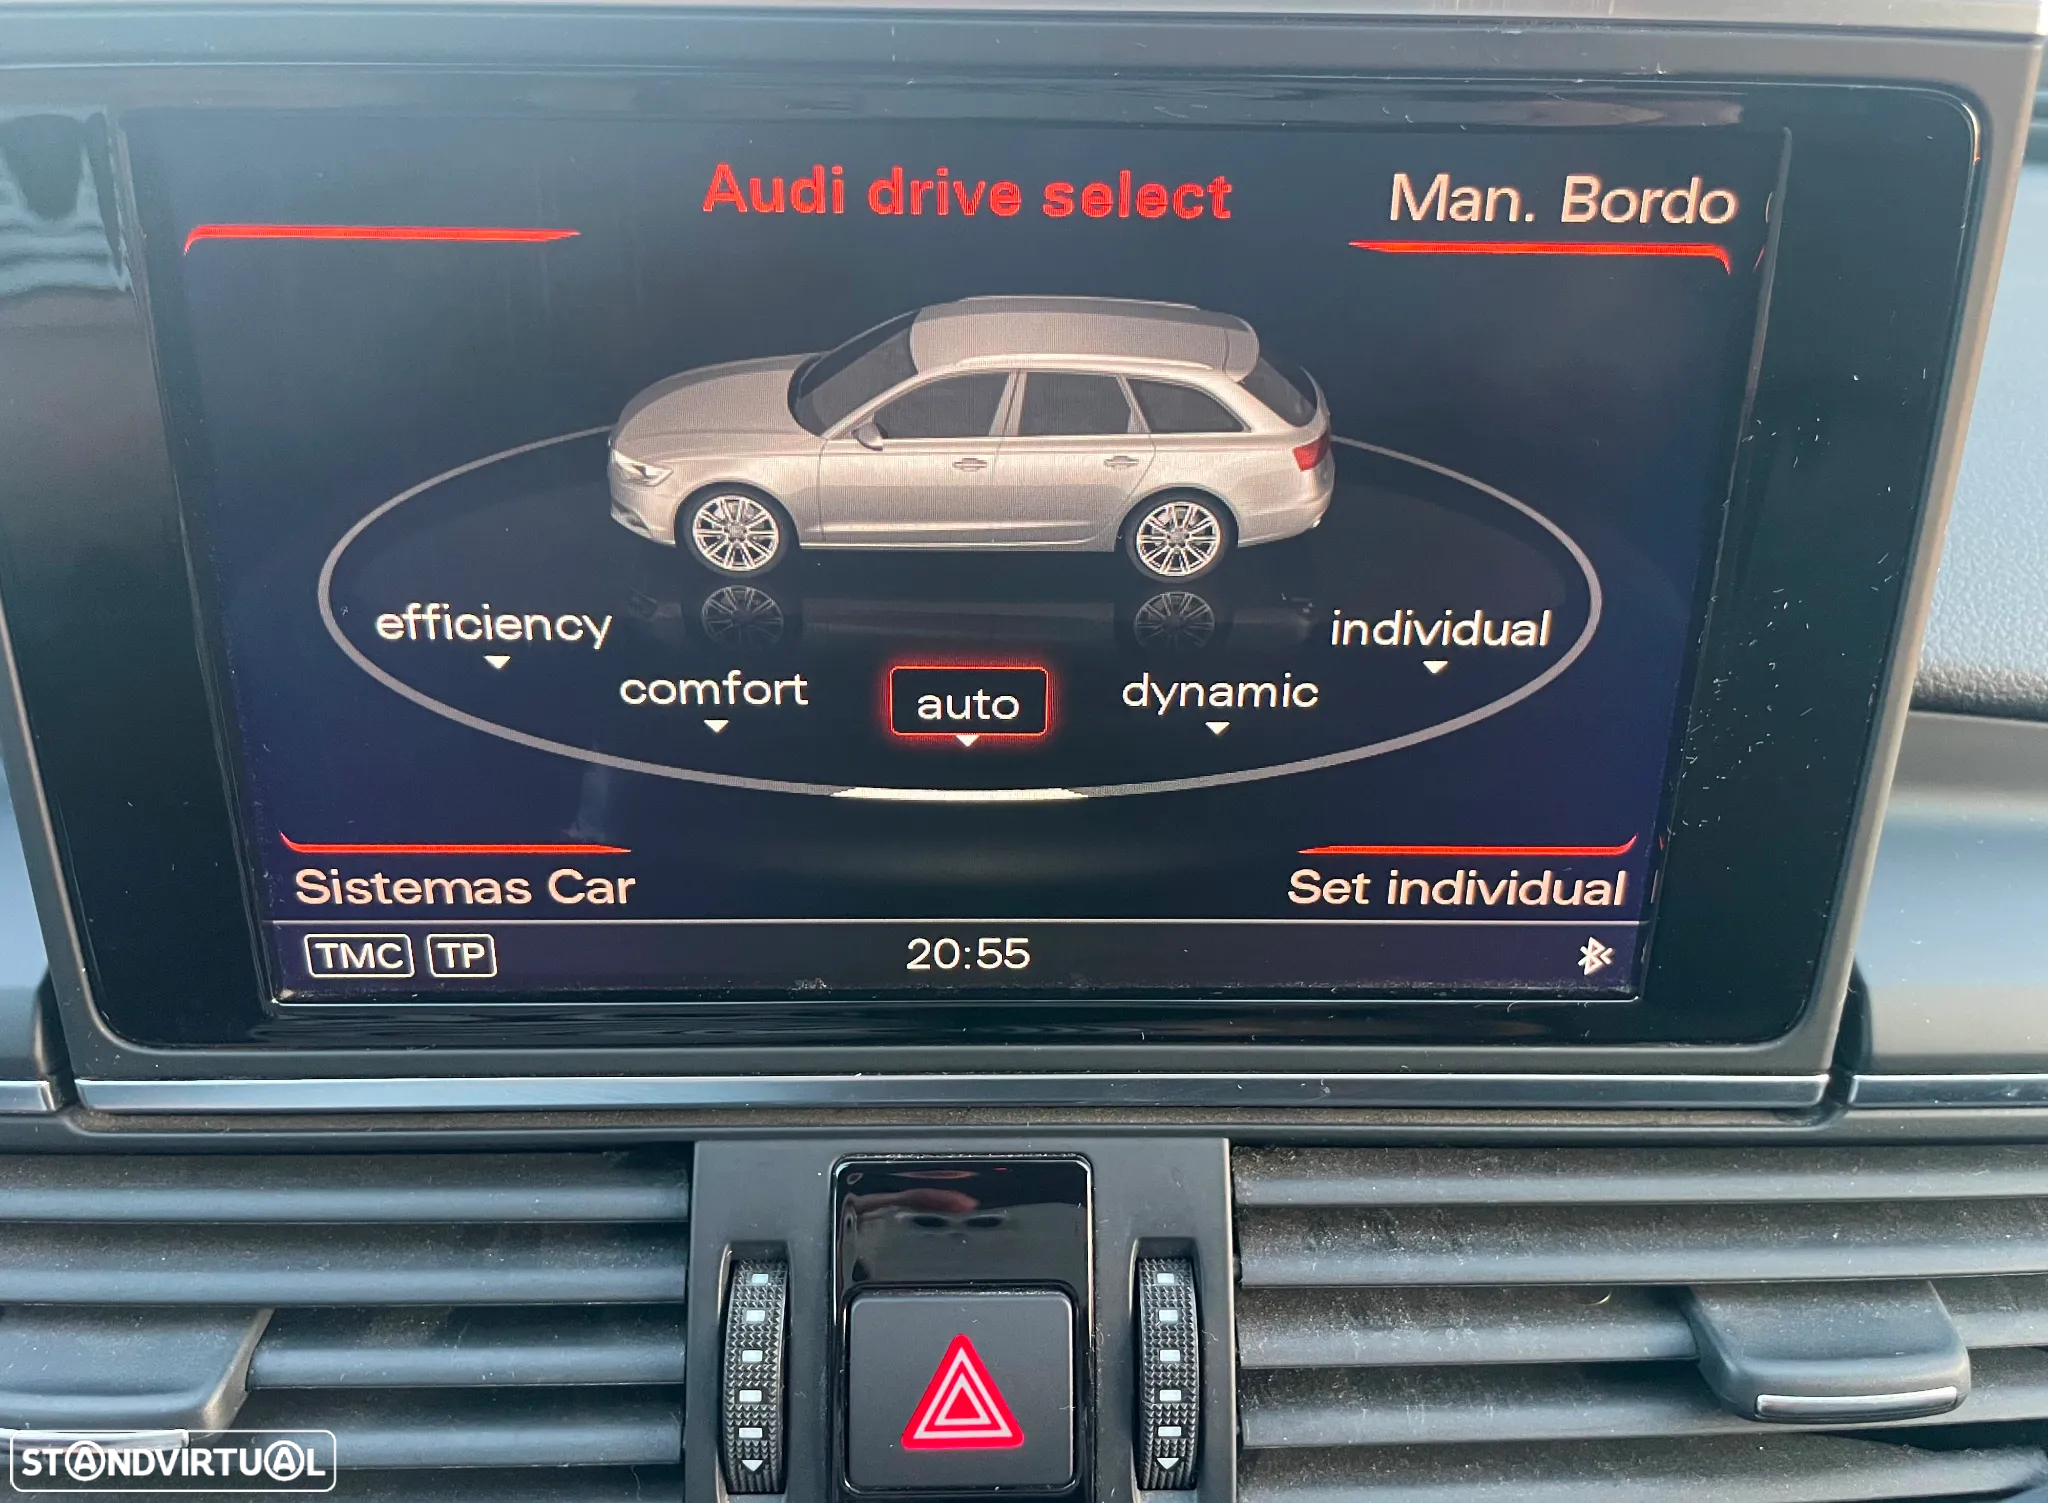 Audi drive select
Man. Bordo
efficiency
comfort
auto
dynamic
individual
Sistemas Car
Set individual
TMC TP
20:55
STANDVIRTUAL